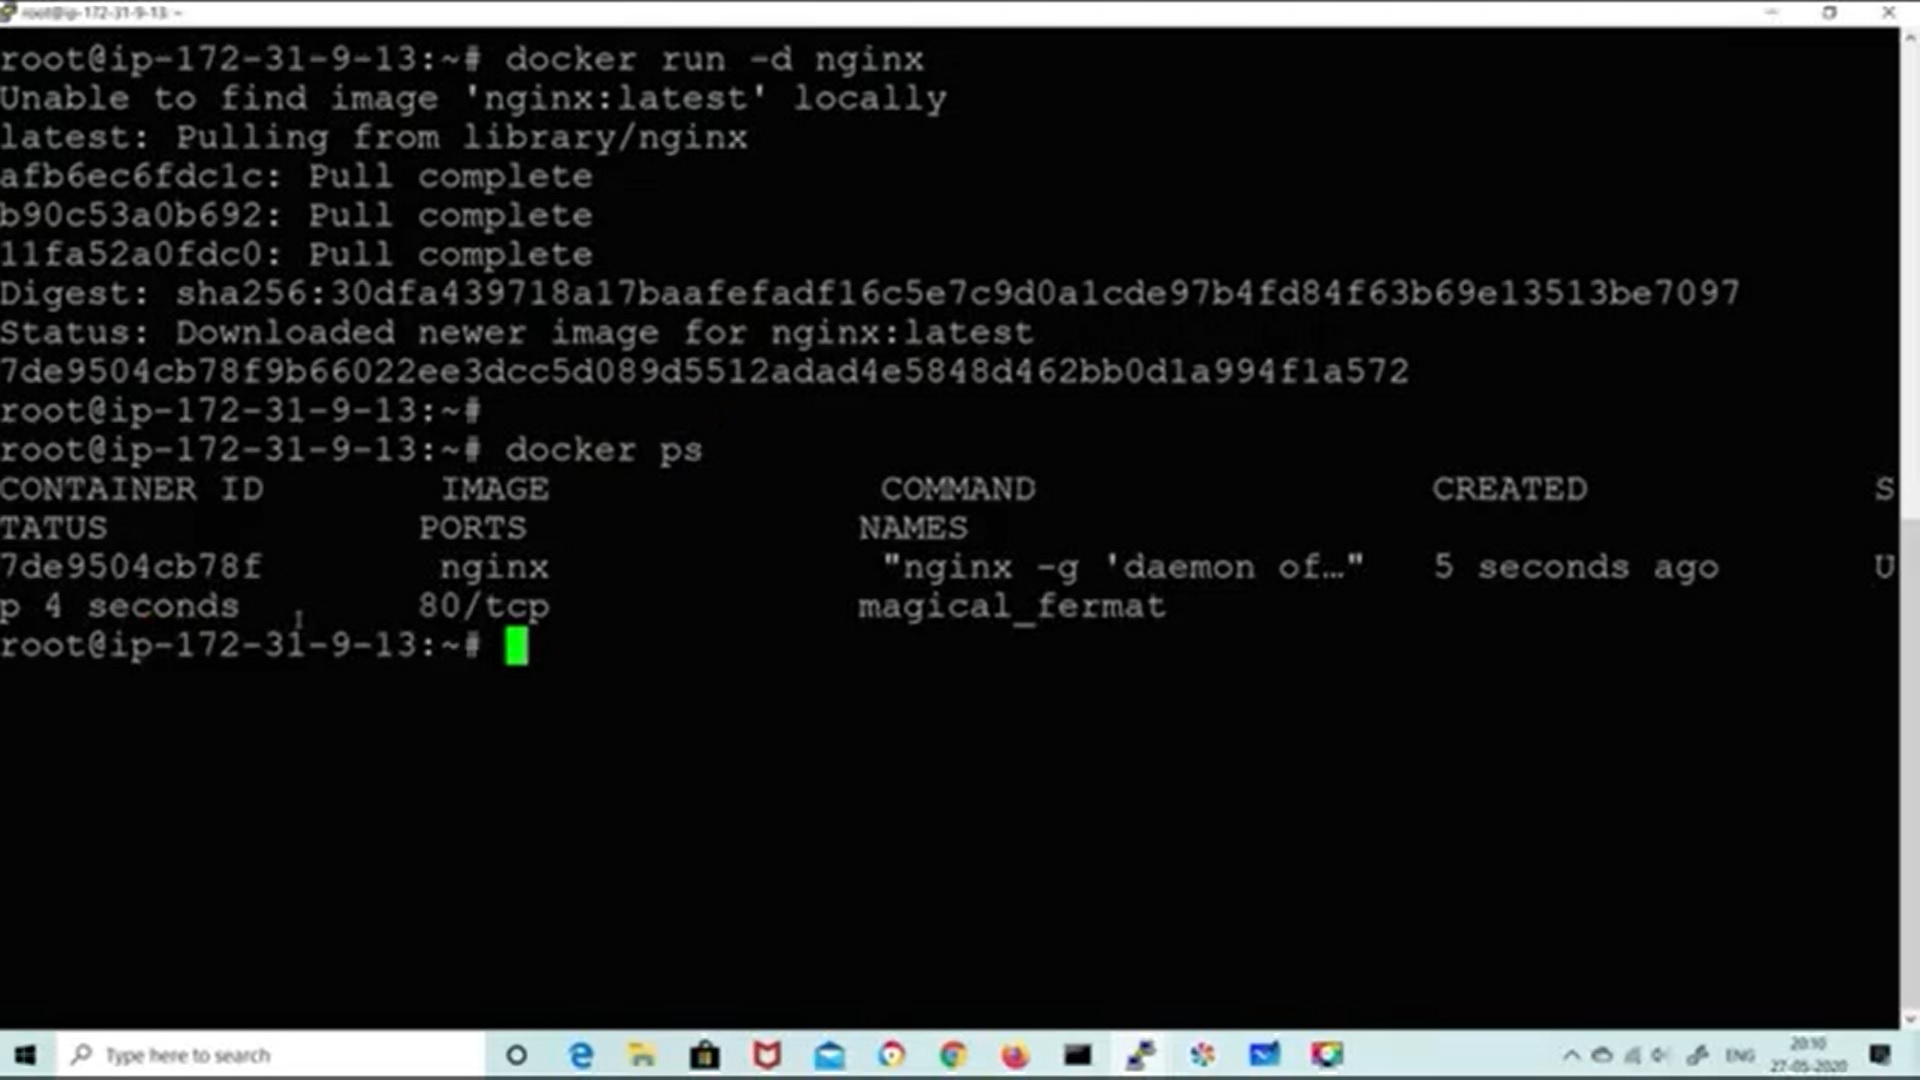 root@ip-172-31-9-13: ~
root@ip-172-31-9-13:~# docker run -d nginx
Unable to find image 'nginx:latest' locally
latest: Pulling from library/nginx
afb6ec6fdc1c: Pull complete
b90c53a0b692: Pull complete
11fa52a0fdc0: Pull complete
Digest: sha256:30dfa439718a17baafefadf16c5e7c9d0a1cde97b4fd84f63b69e13513be7097
Status: Downloaded newer image for nginx:latest
7de9504cb78f9b66022ee3dcc5d089d5512adad4e5848d462bb0d1a994f1a572
root@ip-172-31-9-13:~#
root@ip-172-31-9-13:~# docker ps
CONTAINER ID IMAGE COMMAND CREATED S
TATUS PORTS NAMES
7de9504cb78f nginx "nginx -g 'daemon of…" 5 seconds ago U
p 4 seconds 80/tcp magical_fermat
root@ip-172-31-9-13:~#
Type here to search
ENG
20:10
27-05-2020